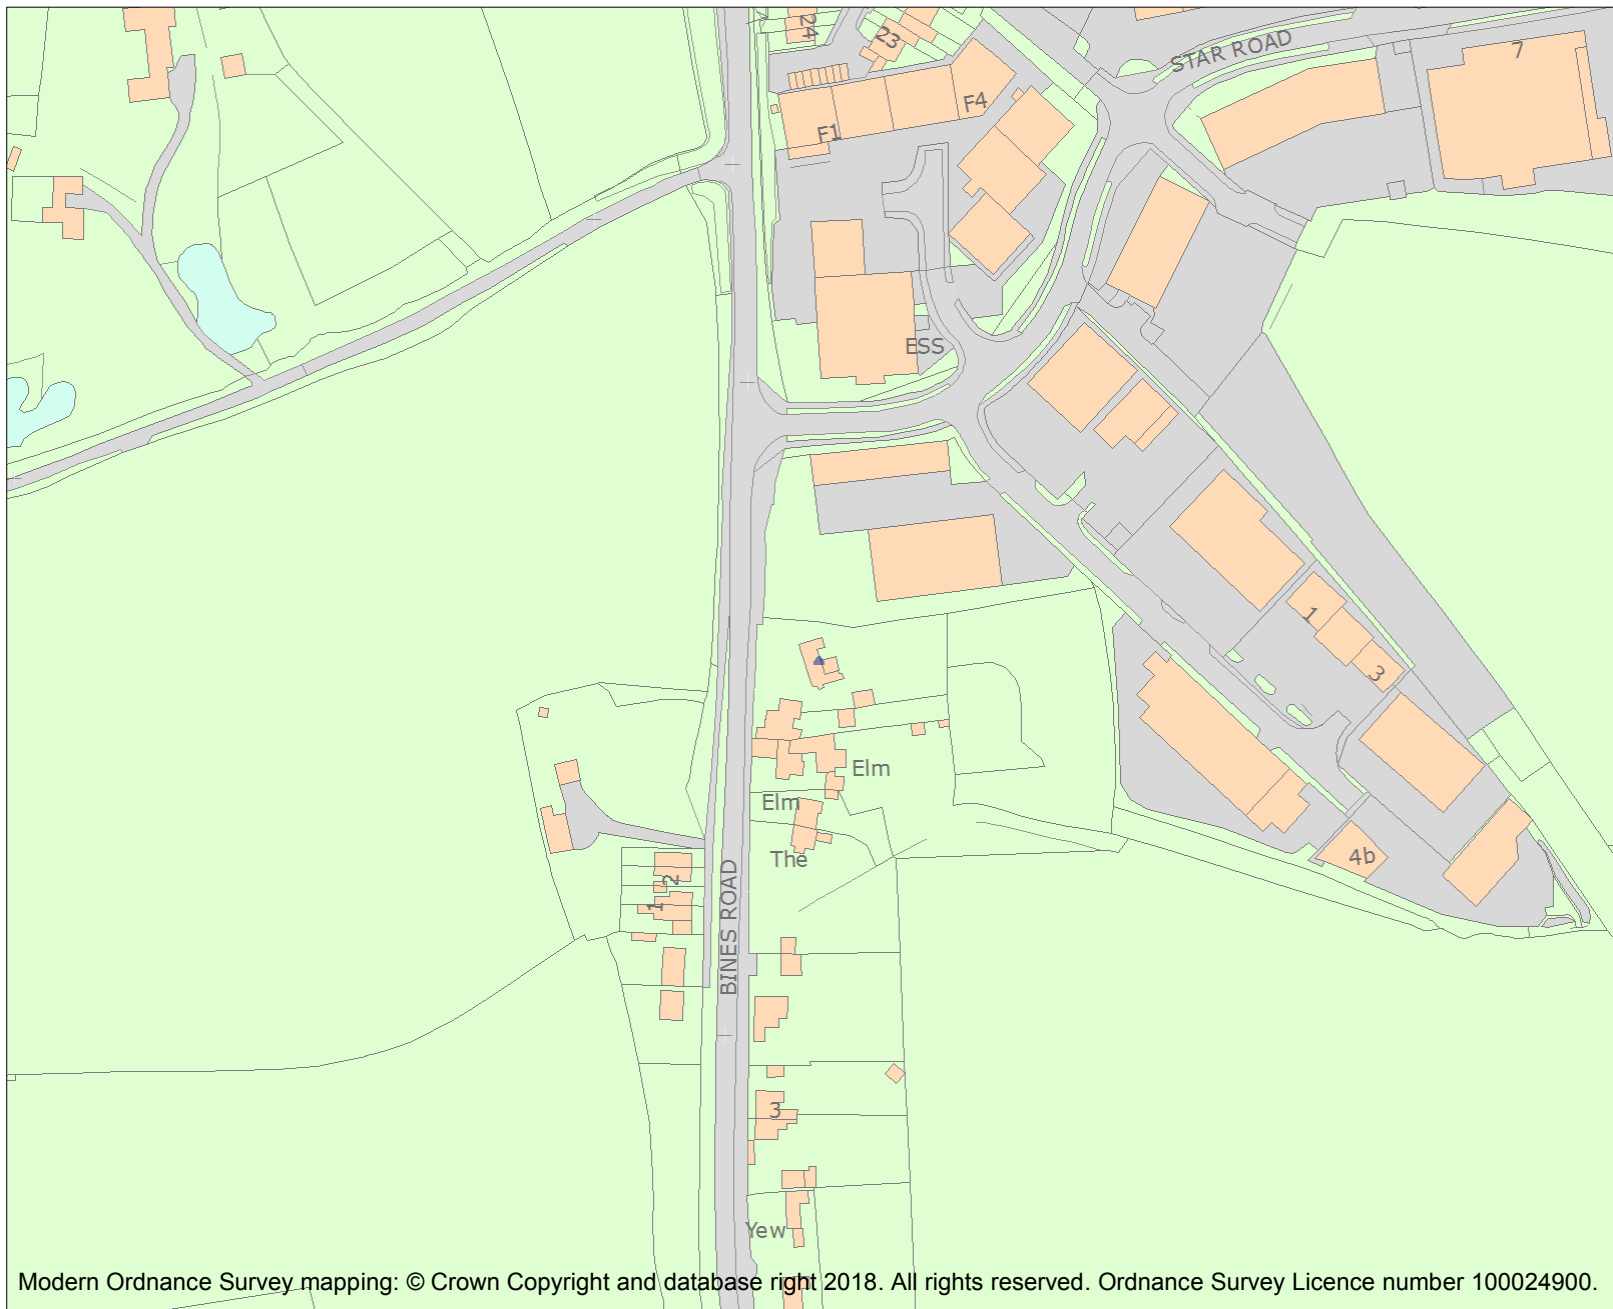 24
23
STAR ROAD
7
F4
F1
ESS
1
3
Elm
Elm
The
4b
2
1
BINES ROAD
3
Yew
Modern Ordnance Survey mapping: © Crown Copyright and database right 2018. All rights reserved. Ordnance Survey Licence number 100024900.